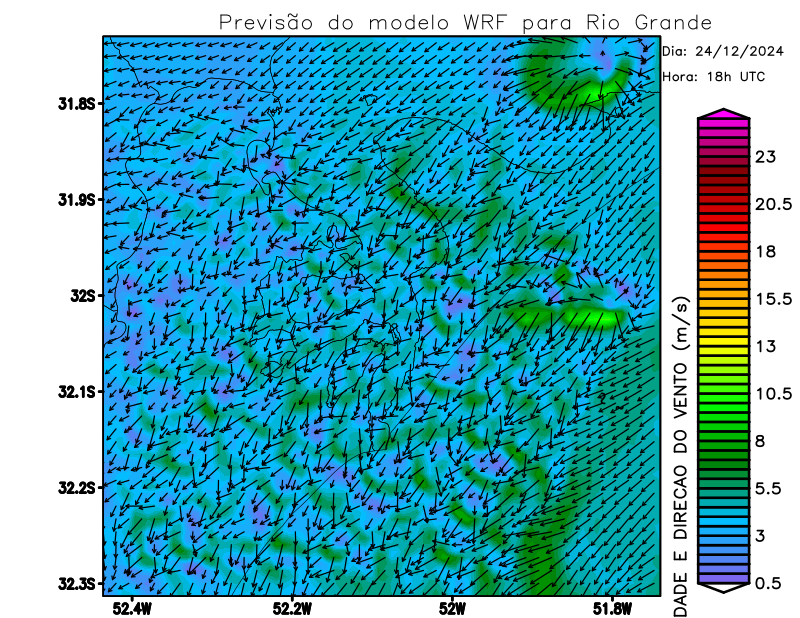 Previsão do modelo WRF para Rio Grande
Dia: 24/12/2024
Hora: 18h UTC
31.8S
31.9S
32S
32.1S
32.2S
32.3S
52.4W
52.2W
52W
51.8W
23
20.5
18
15.5
13
10.5
8
5.5
3
0.5
DADE E DIRECAO DO VENTO (m/s)